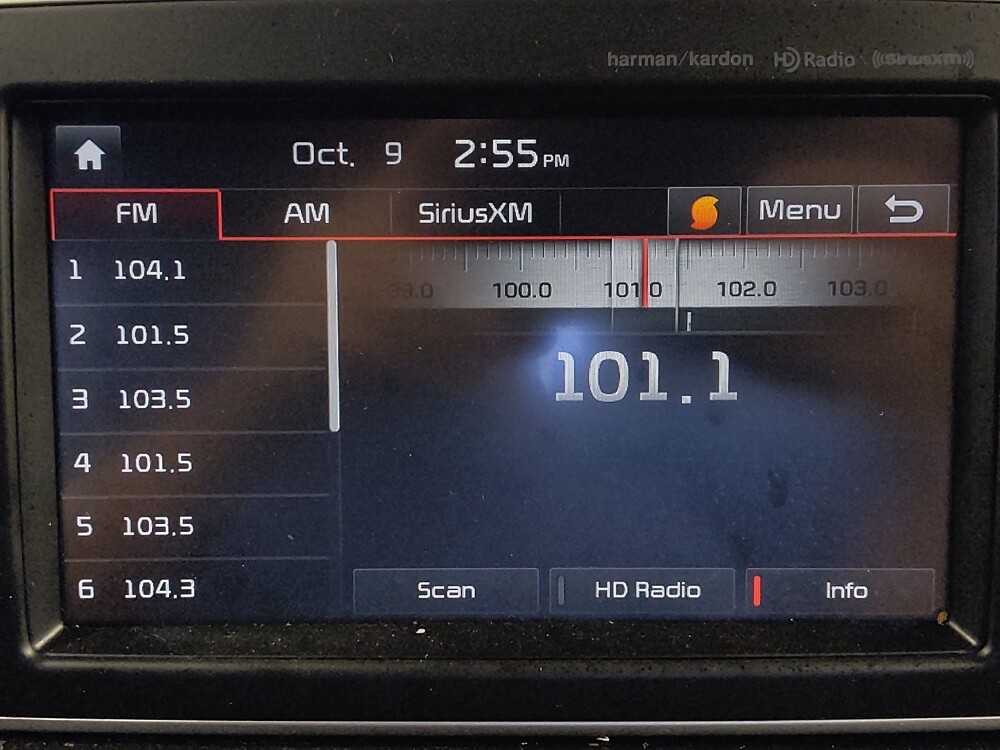 harman/kardon HD Radio ((SiriusXM))
Oct. 9 2:55 PM
FM AM SiriusXM Menu
99.0 100.0 101.0 102.0 103.0
1 104.1
2 101.5
3 103.5
4 101.5
5 103.5
6 104.3
101.1
Scan HD Radio Info